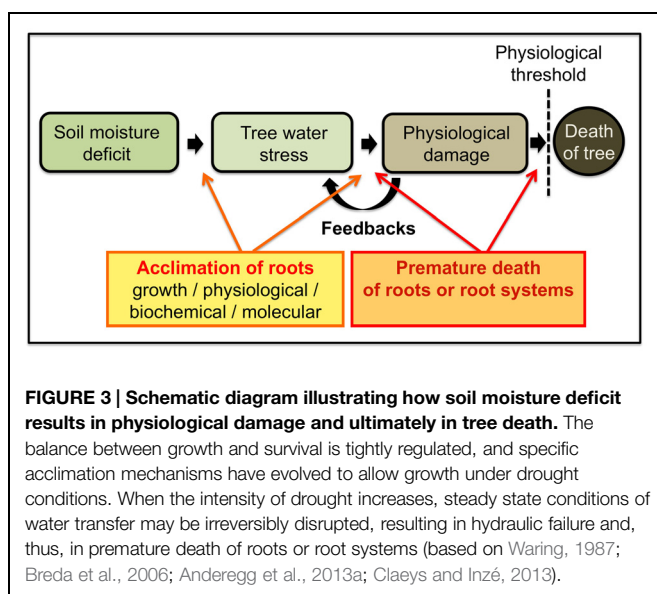 Physiological
threshold
Soil moisture
deficit
Tree water
stress
Physiological
damage
Death
of tree
Feedbacks
Acclimation of roots
growth / physiological /
biochemical / molecular
Premature death
of roots or root systems
FIGURE 3 | Schematic diagram illustrating how soil moisture deficit
results in physiological damage and ultimately in tree death. The
balance between growth and survival is tightly regulated, and specific
acclimation mechanisms have evolved to allow growth under drought
conditions. When the intensity of drought increases, steady state conditions of
water transfer may be irreversibly disrupted, resulting in hydraulic failure and,
thus, in premature death of roots or root systems (based on Waring, 1987;
Breda et al., 2006; Anderegg et al., 2013a; Claeys and Inzé, 2013).